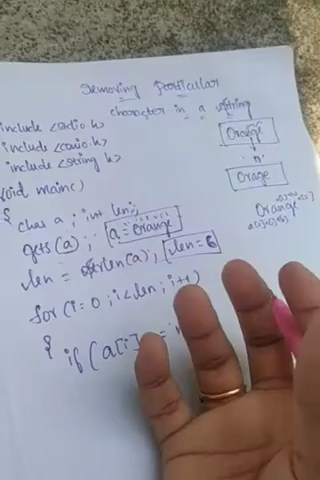 Removing Particular
character in a string
include <stdio.h>
include <conio.h>
include <string.h>
void main()
{
char a ; int len;
gets (a) ; a = orange
len = strlen(a) ; len = 6
for (i=0 ; i<len ; i++)
{
if (a[i] =
Orange
'n'
Orage
Orange